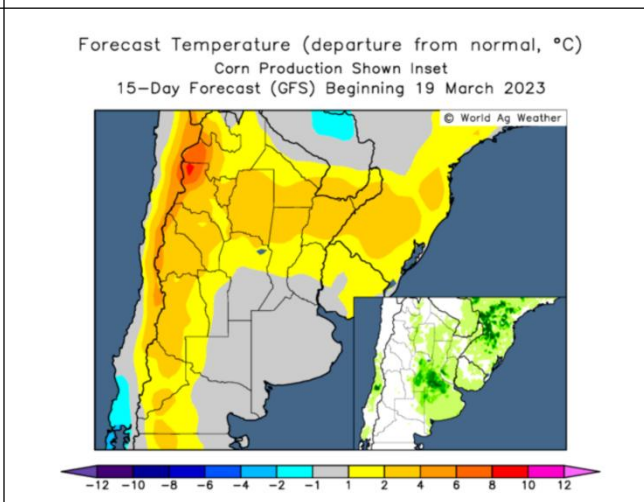 Forecast Temperature (departure from normal, °C)
Corn Production Shown Inset
15-Day Forecast (GFS) Beginning 19 March 2023
© World Ag Weather
-12 -10 -8 -6 -4 -2 -1 1 2 4 6 8 10 12